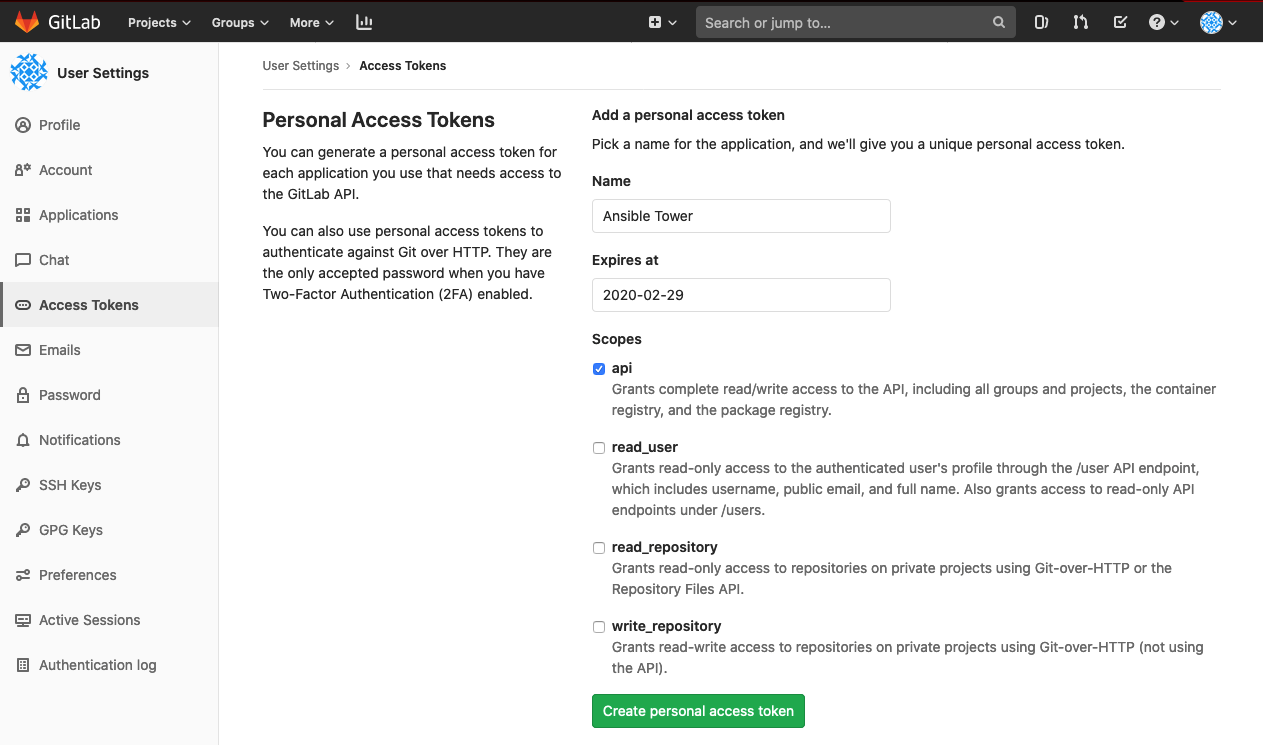 GitLab Projects Groups More Search or jump to...
User Settings
Profile
Account
Applications
Chat
Access Tokens
Emails
Password
Notifications
SSH Keys
GPG Keys
Preferences
Active Sessions
Authentication log
User Settings > Access Tokens
Personal Access Tokens
You can generate a personal access token for
each application you use that needs access to
the GitLab API.
You can also use personal access tokens to
authenticate against Git over HTTP. They are
the only accepted password when you have
Two-Factor Authentication (2FA) enabled.
Add a personal access token
Pick a name for the application, and we'll give you a unique personal access token.
Name
Ansible Tower
Expires at
2020-02-29
Scopes
api
Grants complete read/write access to the API, including all groups and projects, the container
registry, and the package registry.
read_user
Grants read-only access to the authenticated user's profile through the /user API endpoint,
which includes username, public email, and full name. Also grants access to read-only API
endpoints under /users.
read_repository
Grants read-only access to repositories on private projects using Git-over-HTTP or the
Repository Files API.
write_repository
Grants read-write access to repositories on private projects using Git-over-HTTP (not using
the API).
Create personal access token